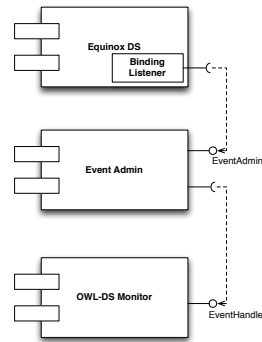 Equinox DS
Binding
Listener
EventAdmin
Event Admin
OWL-DS Monitor
EventHandle